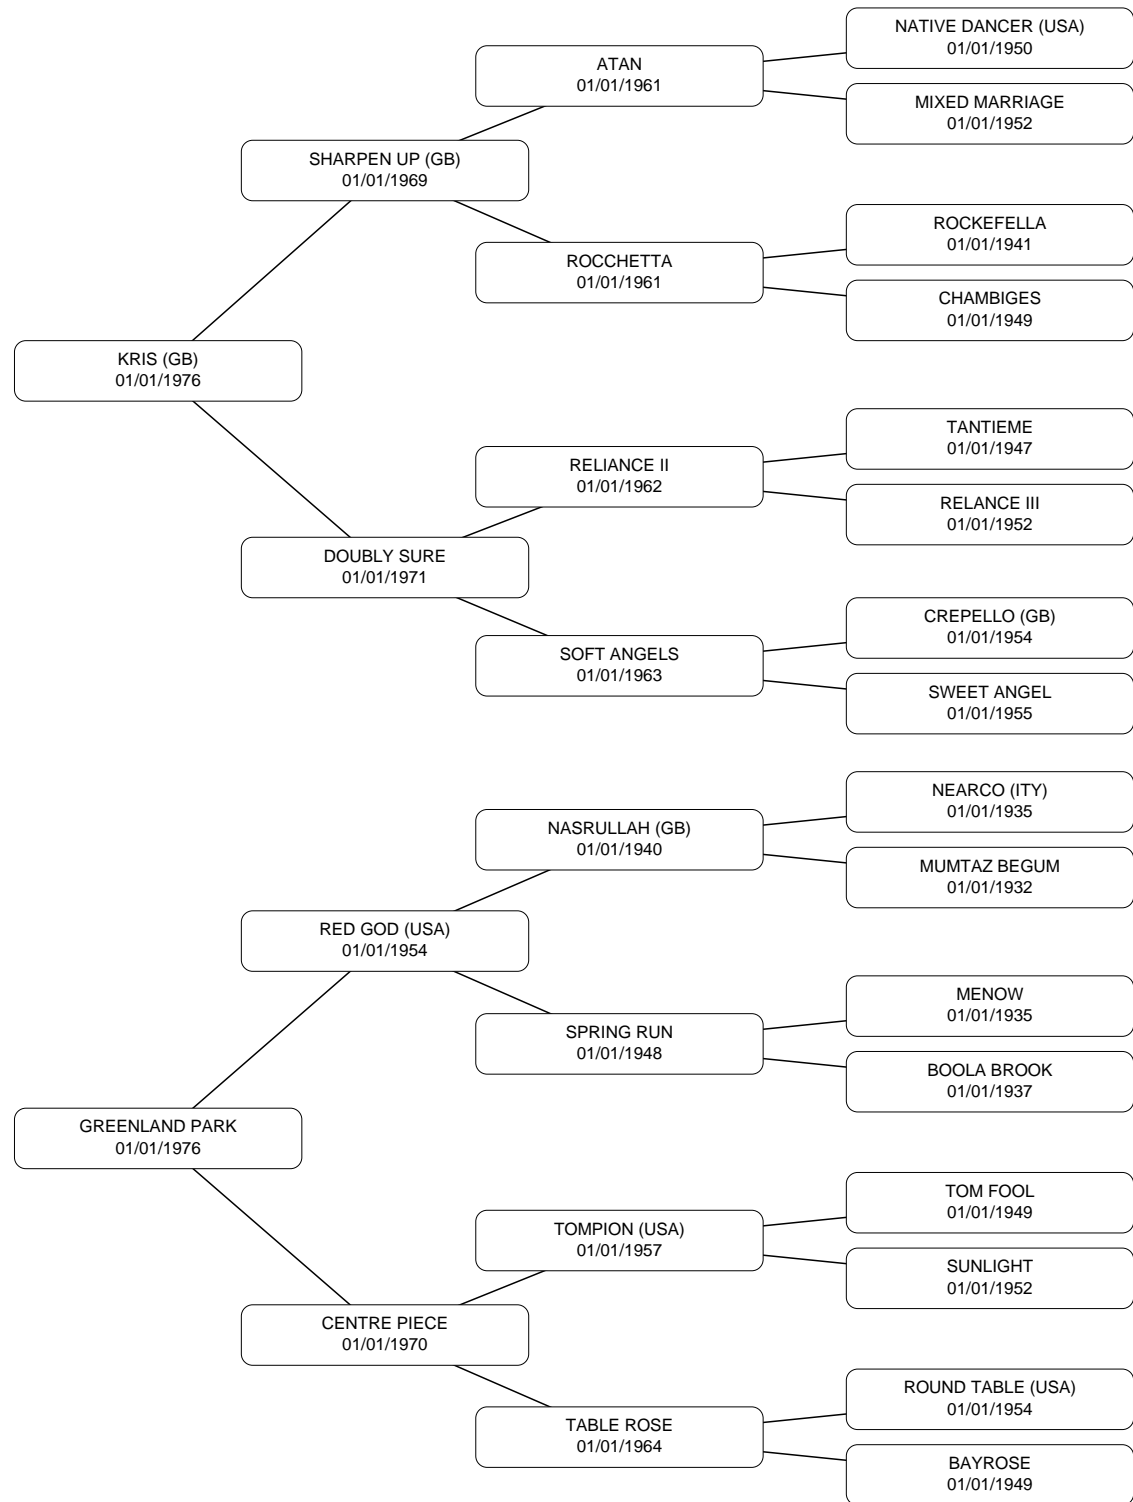 NATIVE DANCER (USA)
01/01/1950
ATAN
01/01/1961
MIXED MARRIAGE
01/01/1952
SHARPEN UP (GB)
01/01/1969
ROCKEFELLA
01/01/1941
ROCCHETTA
01/01/1961
CHAMBIGES
01/01/1949
KRIS (GB)
01/01/1976
TANTIEME
01/01/1947
RELIANCE II
01/01/1962
RELANCE III
01/01/1952
DOUBLY SURE
01/01/1971
CREPELLO (GB)
01/01/1954
SOFT ANGELS
01/01/1963
SWEET ANGEL
01/01/1955
NEARCO (ITY)
01/01/1935
NASRULLAH (GB)
01/01/1940
MUMTAZ BEGUM
01/01/1932
RED GOD (USA)
01/01/1954
MENOW
01/01/1935
SPRING RUN
01/01/1948
BOOLA BROOK
01/01/1937
GREENLAND PARK
01/01/1976
TOM FOOL
01/01/1949
TOMPION (USA)
01/01/1957
SUNLIGHT
01/01/1952
CENTRE PIECE
01/01/1970
ROUND TABLE (USA)
01/01/1954
TABLE ROSE
01/01/1964
BAYROSE
01/01/1949